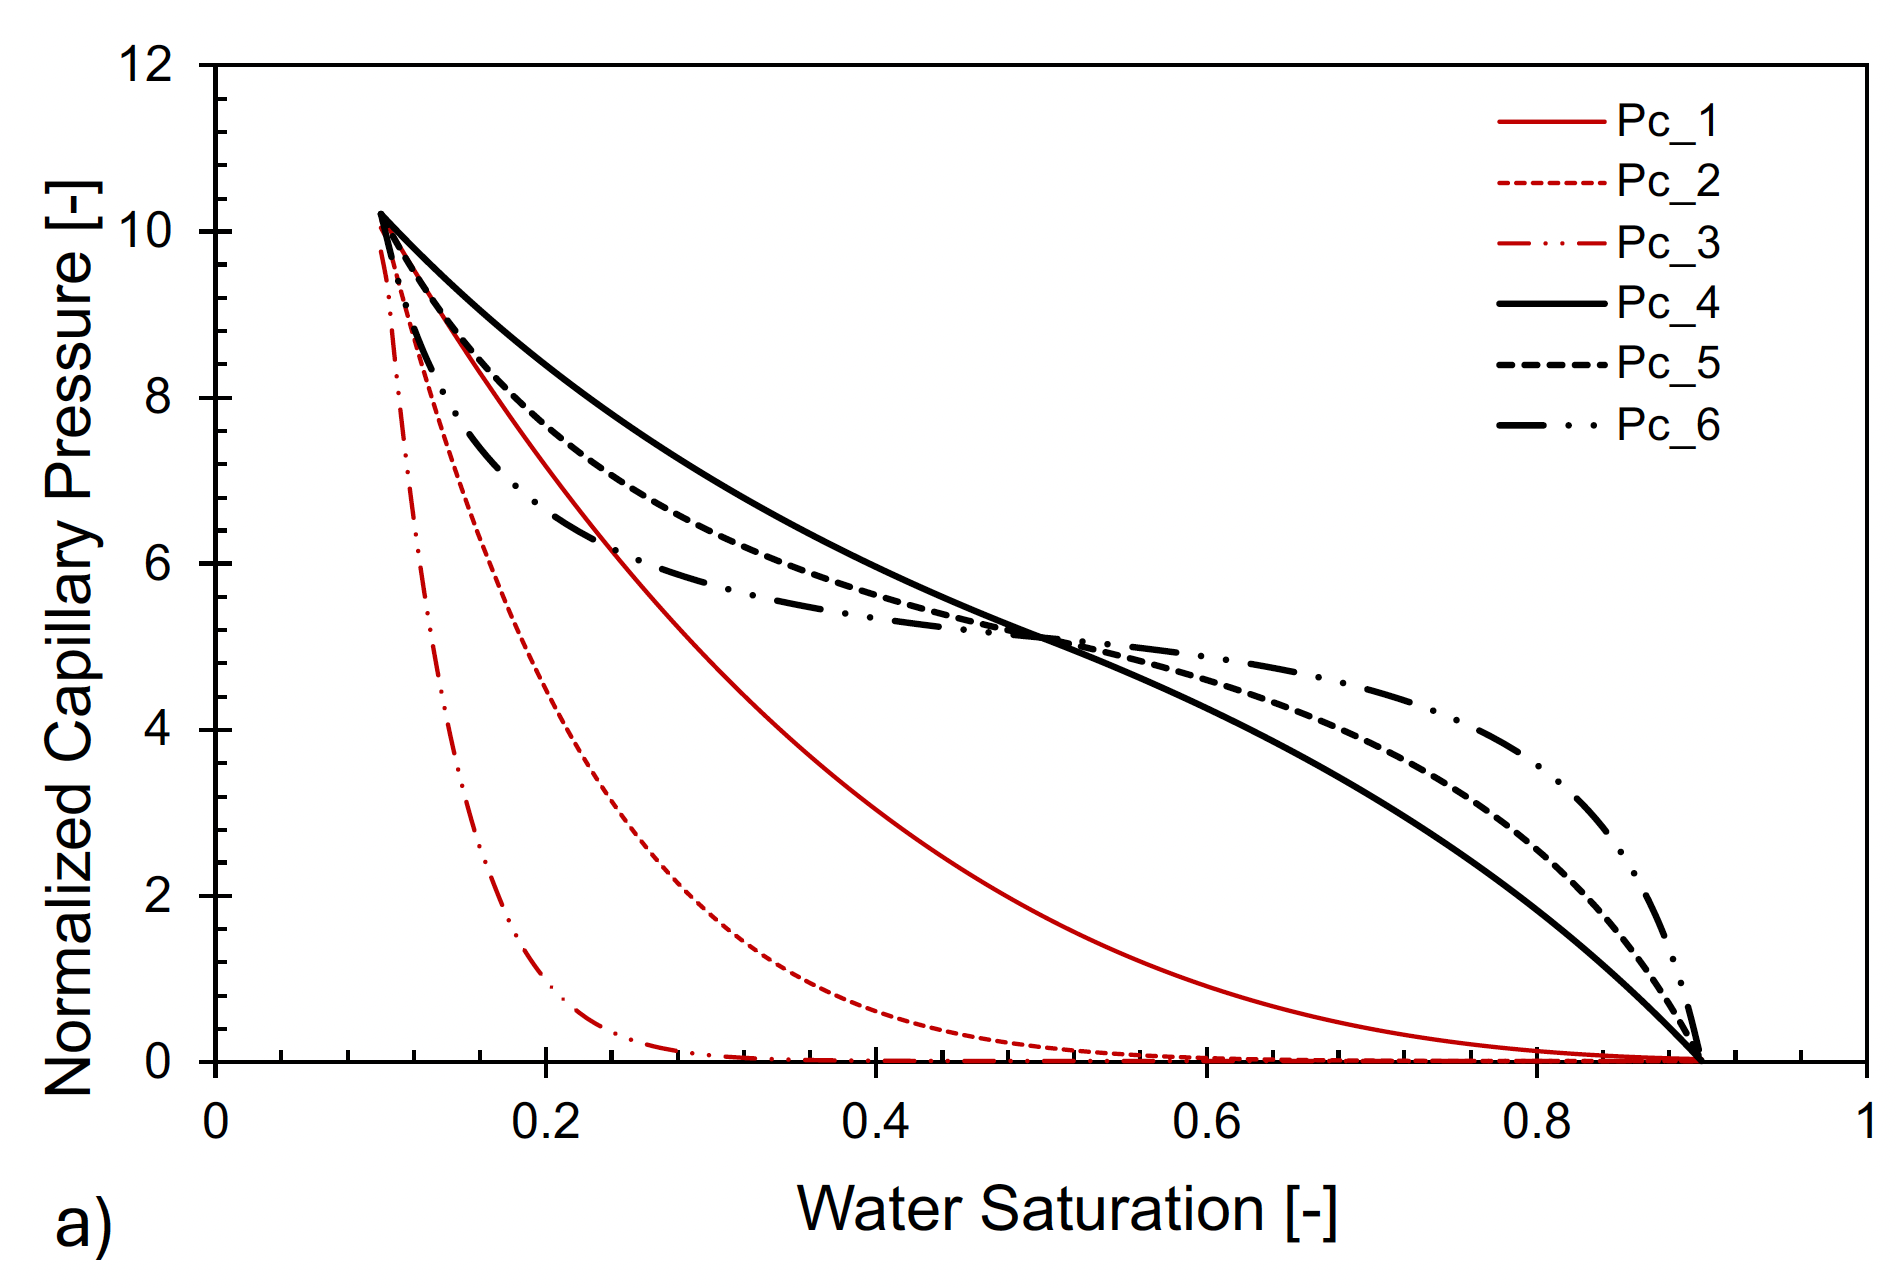 12
10
8
6
4
2
0
Normalized Capillary Pressure [-]
Pc_1
Pc_2
Pc_3
Pc_4
Pc_5
Pc_6
0 0.2 0.4 0.6 0.8 1
Water Saturation [-]
a)